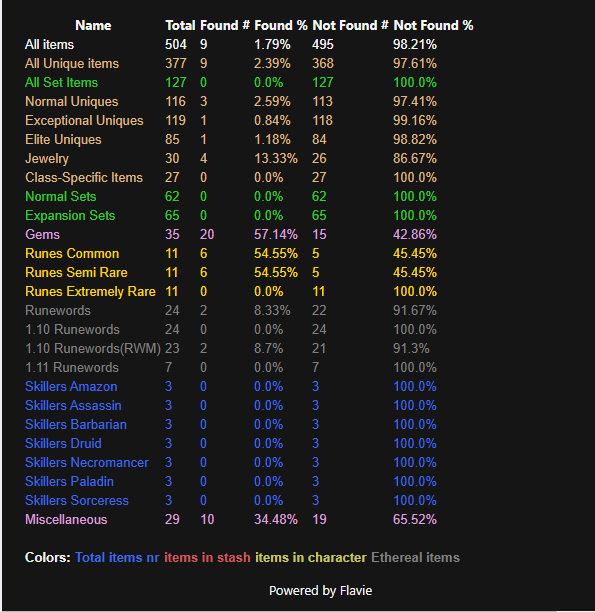 Name Total Found # Found % Not Found # Not Found %
All items 504 9 1.79% 495 98.21%
All Unique items 377 9 2.39% 368 97.61%
All Set Items 127 0 0.0% 127 100.0%
Normal Uniques 116 3 2.59% 113 97.41%
Exceptional Uniques 119 1 0.84% 118 99.16%
Elite Uniques 85 1 1.18% 84 98.82%
Jewelry 30 4 13.33% 26 86.67%
Class-Specific Items 27 0 0.0% 27 100.0%
Normal Sets 62 0 0.0% 62 100.0%
Expansion Sets 65 0 0.0% 65 100.0%
Gems 35 20 57.14% 15 42.86%
Runes Common 11 6 54.55% 5 45.45%
Runes Semi Rare 11 6 54.55% 5 45.45%
Runes Extremely Rare 11 0 0.0% 11 100.0%
Runewords 24 2 8.33% 22 91.67%
1.10 Runewords 24 0 0.0% 24 100.0%
1.10 Runewords(RWM) 23 2 8.7% 21 91.3%
1.11 Runewords 7 0 0.0% 7 100.0%
Skillers Amazon 3 0 0.0% 3 100.0%
Skillers Assassin 3 0 0.0% 3 100.0%
Skillers Barbarian 3 0 0.0% 3 100.0%
Skillers Druid 3 0 0.0% 3 100.0%
Skillers Necromancer 3 0 0.0% 3 100.0%
Skillers Paladin 3 0 0.0% 3 100.0%
Skillers Sorceress 3 0 0.0% 3 100.0%
Miscellaneous 29 10 34.48% 19 65.52%
Colors: Total items nr items in stash items in character Ethereal items
Powered by Flavie